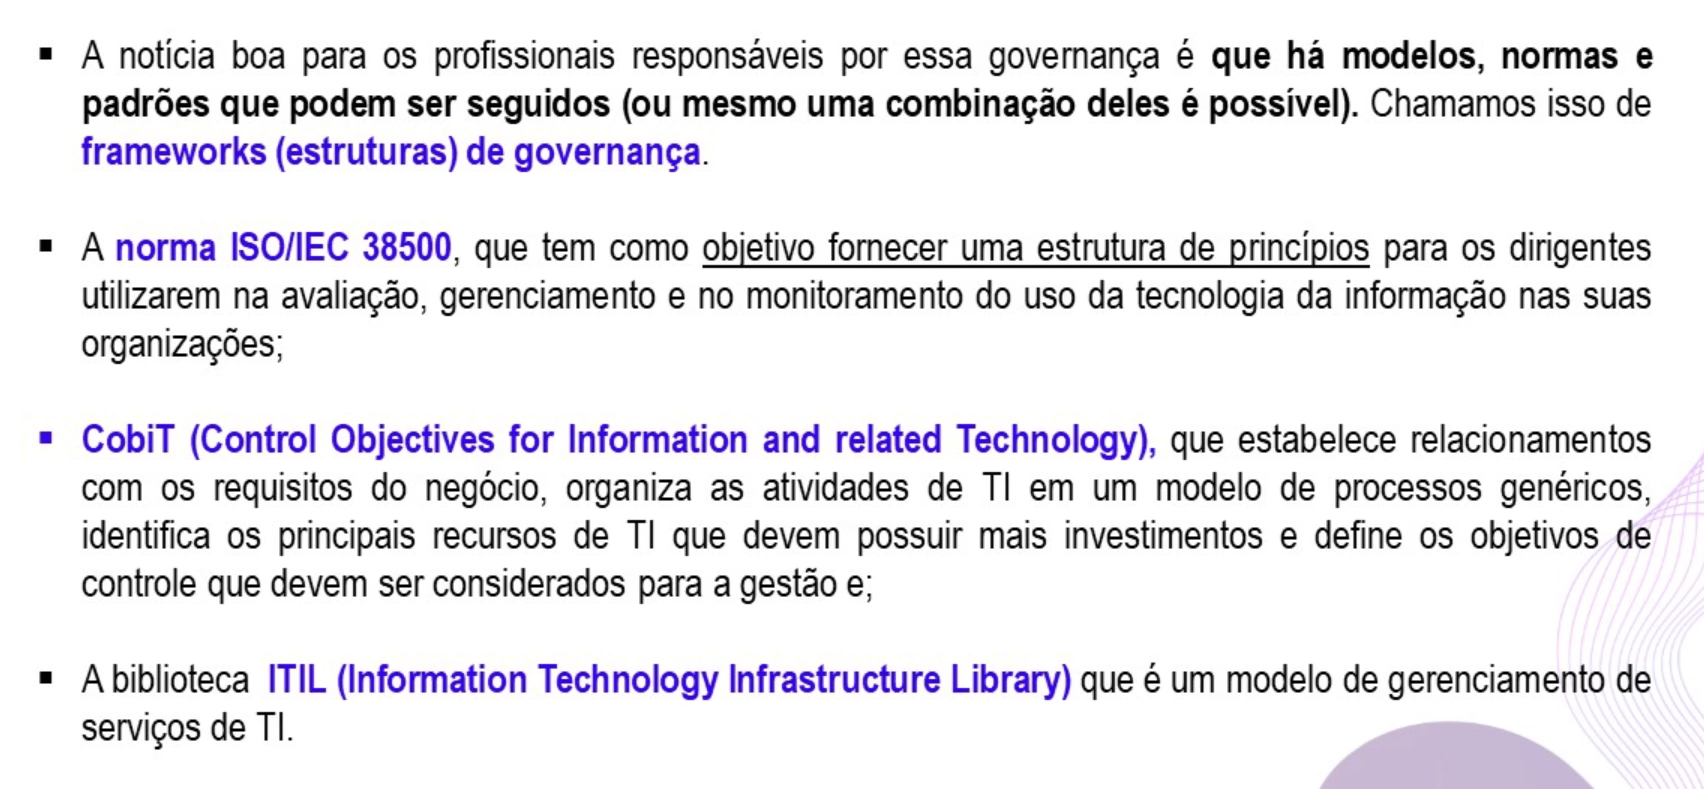 ▪ A notícia boa para os profissionais responsáveis por essa governança é que há modelos, normas e
padrões que podem ser seguidos (ou mesmo uma combinação deles é possível). Chamamos isso de
frameworks (estruturas) de governança.
▪ A norma ISO/IEC 38500, que tem como objetivo fornecer uma estrutura de princípios para os dirigentes
utilizarem na avaliação, gerenciamento e no monitoramento do uso da tecnologia da informação nas suas
organizações;
▪ CobiT (Control Objectives for Information and related Technology), que estabelece relacionamentos
com os requisitos do negócio, organiza as atividades de TI em um modelo de processos genéricos,
identifica os principais recursos de TI que devem possuir mais investimentos e define os objetivos de
controle que devem ser considerados para a gestão e;
▪ A biblioteca ITIL (Information Technology Infrastructure Library) que é um modelo de gerenciamento de
serviços de TI.